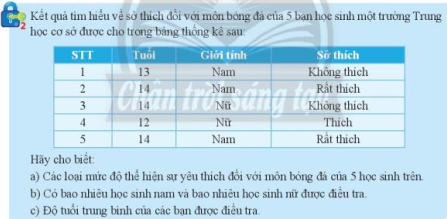 2
Kết quả tìm hiểu về sở thích đối với môn bóng đá của 5 bạn học sinh một trường Trung
học cơ sở được cho trong bảng thống kê sau:
STT Tuổi Giới tính Sở thích
1 13 Nam Không thích
2 14 Nam Rất thích
3 14 Nữ Không thích
4 12 Nữ Thích
5 14 Nam Rất thích
Chân trời sáng tạo
Hãy cho biết:
a) Các loại mức độ thể hiện sự yêu thích đối với môn bóng đá của 5 học sinh trên.
b) Có bao nhiêu học sinh nam và bao nhiêu học sinh nữ được điều tra.
c) Độ tuổi trung bình của các bạn được điều tra.